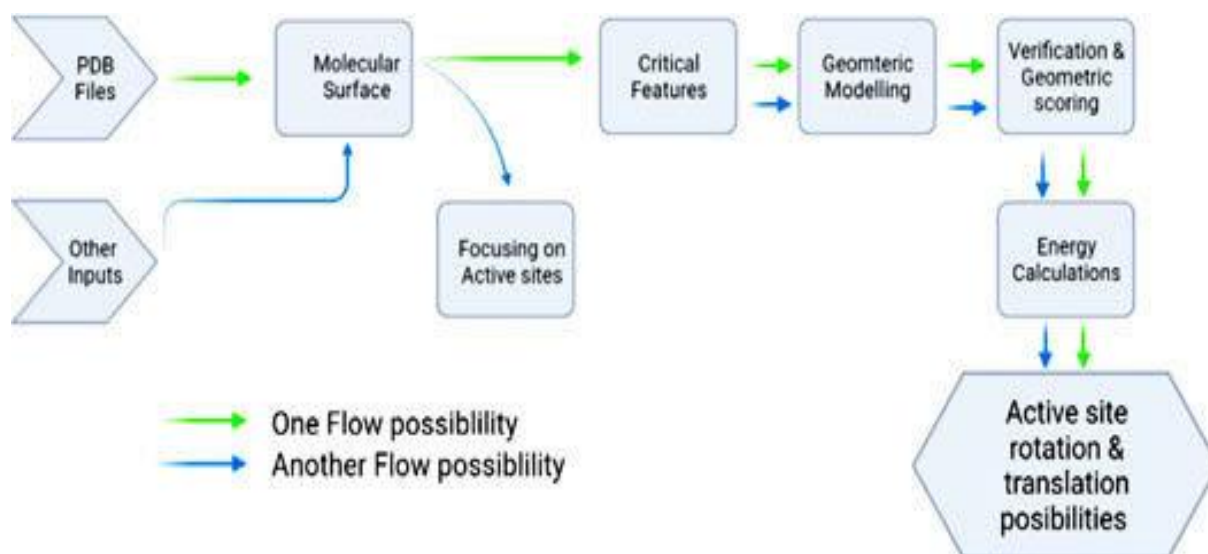 PDB
Files
Molecular
Surface
Critical
Features
Geomteric
Modelling
Verification &
Geometric
scoring
Other
Inputs
Focusing on
Active sites
Energy
Calculations
One Flow possiblility
Another Flow possiblility
Active site
rotation &
translation
posibilities